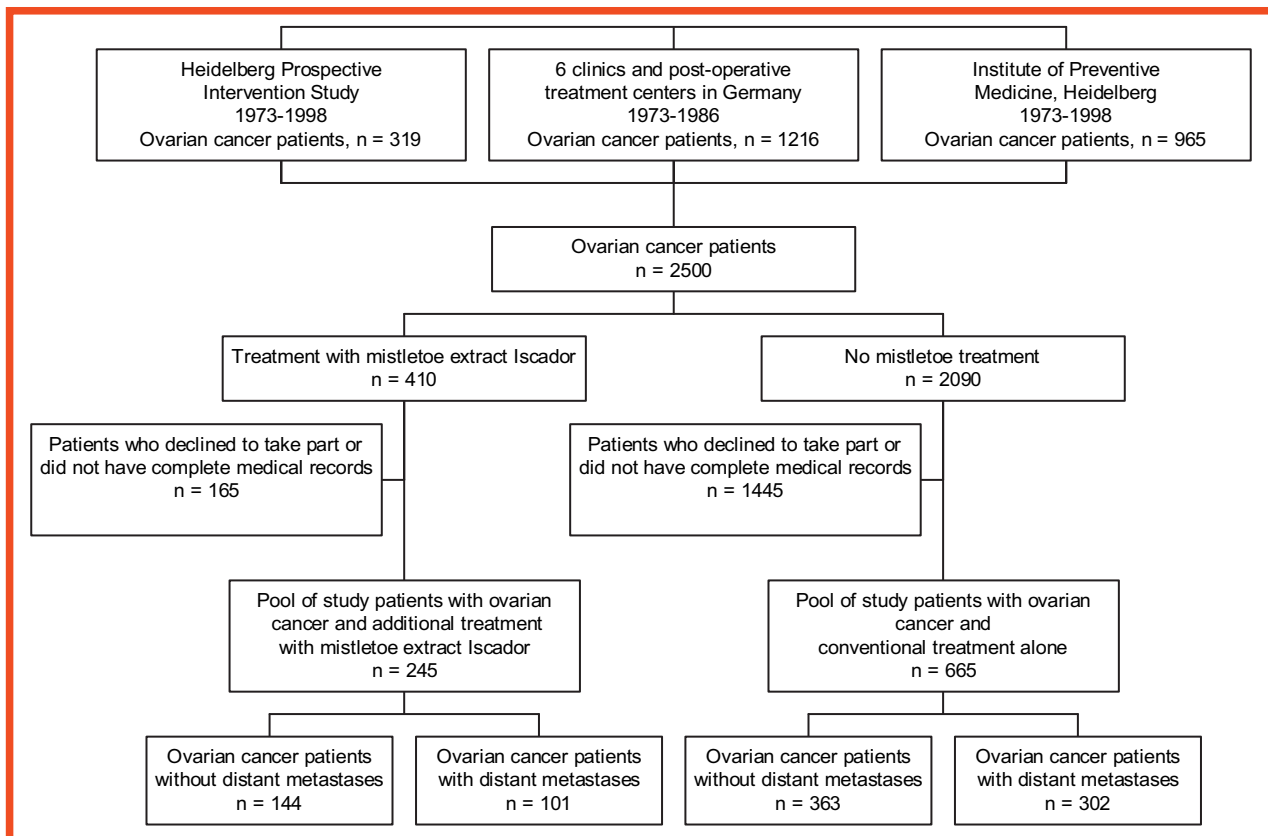 Heidelberg Prospective
Intervention Study
1973-1998
Ovarian cancer patients, n = 319
6 clinics and post-operative
treatment centers in Germany
1973-1986
Ovarian cancer patients, n = 1216
Institute of Preventive
Medicine, Heidelberg
1973-1998
Ovarian cancer patients, n = 965
Ovarian cancer patients
n = 2500
Treatment with mistletoe extract Iscador
n = 410
No mistletoe treatment
n = 2090
Patients who declined to take part or
did not have complete medical records
n = 165
Patients who declined to take part or
did not have complete medical records
n = 1445
Pool of study patients with ovarian
cancer and additional treatment
with mistletoe extract Iscador
n = 245
Pool of study patients with ovarian
cancer and
conventional treatment alone
n = 665
Ovarian cancer patients
without distant metastases
n = 144
Ovarian cancer patients
with distant metastases
n = 101
Ovarian cancer patients
without distant metastases
n = 363
Ovarian cancer patients
with distant metastases
n = 302